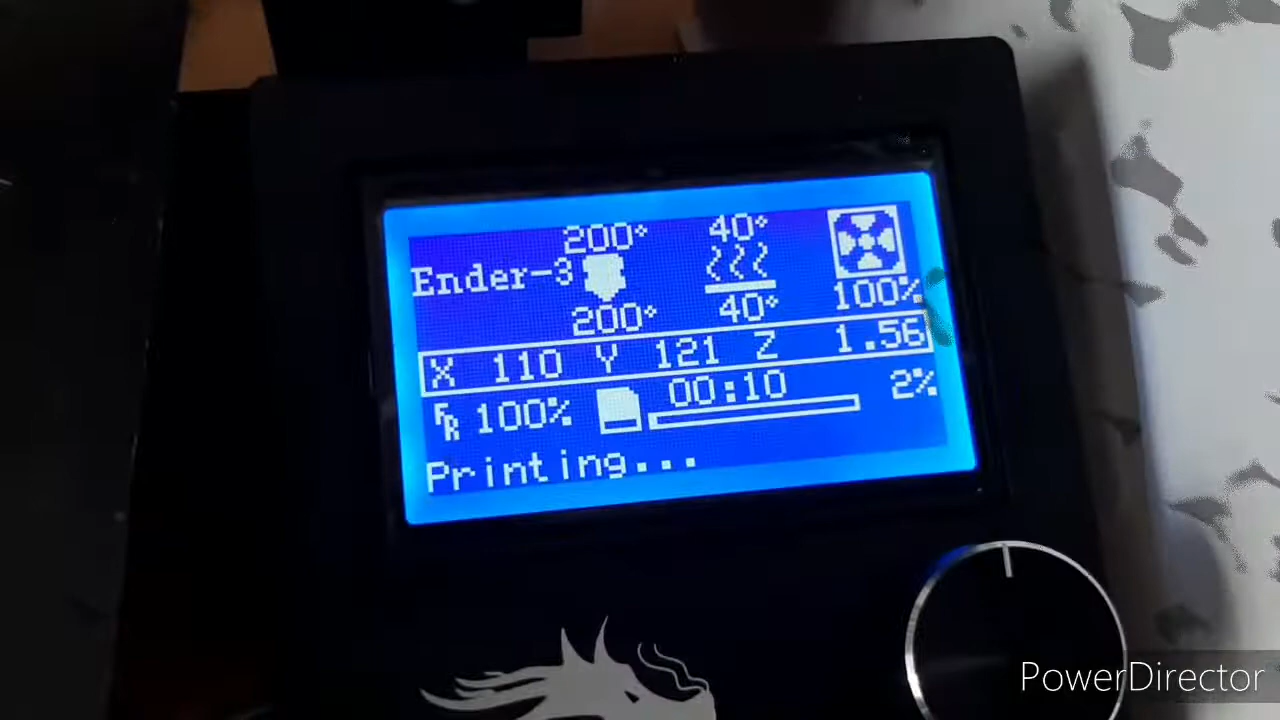 200° 40°
Ender-3
200° 40° 100%
X 110 Y 121 Z 1.56
FR 100% 00:10 2%
Printing...
PowerDirector